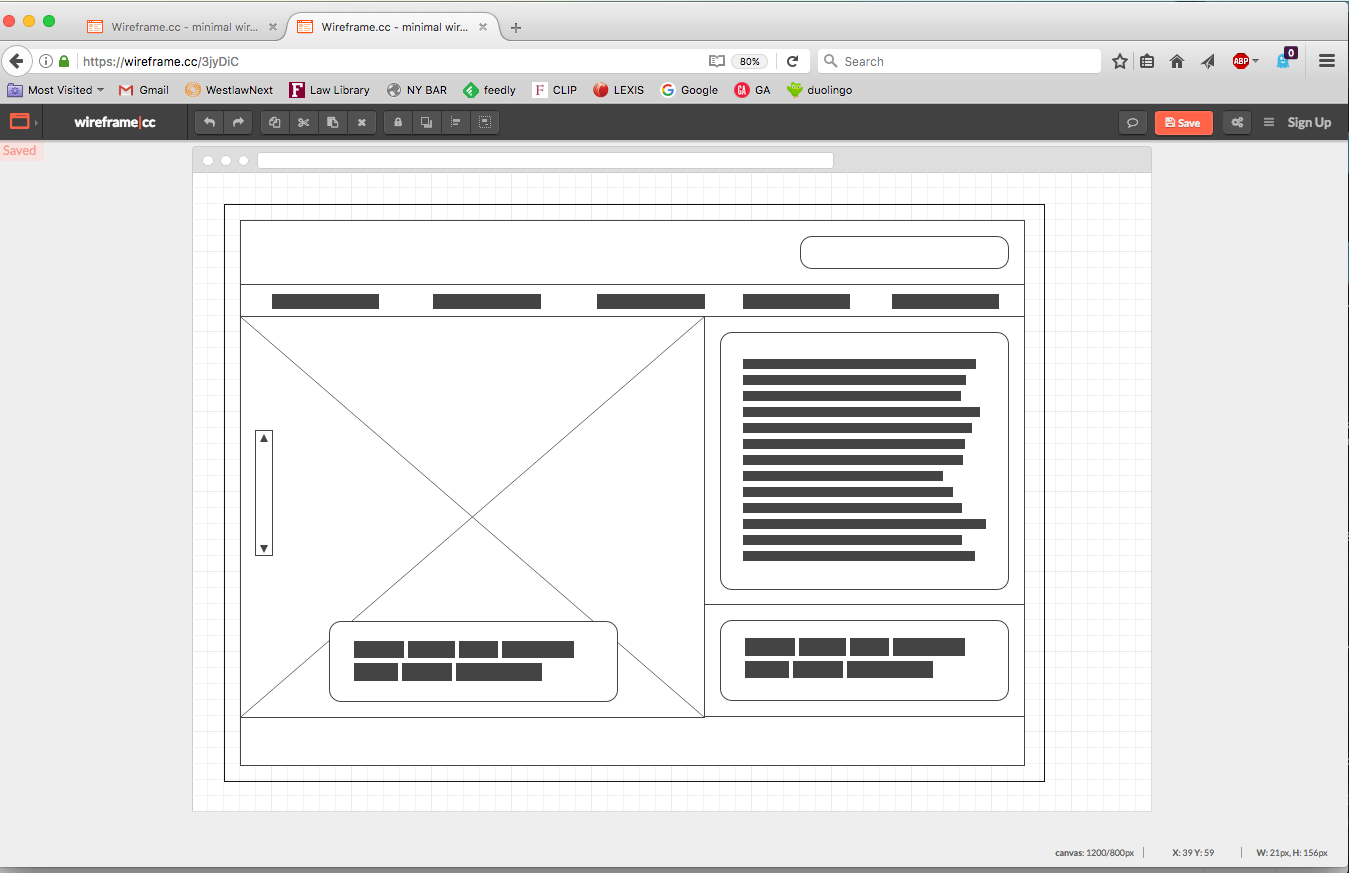 Wireframe.cc - minimal wir...
Wireframe.cc - minimal wir...
https://wireframe.cc/3jyDiC
80%
Search
ABP
0
Most Visited
Gmail
WestlawNext
F
Law Library
NY BAR
feedly
F
CLIP
LEXIS
G
Google
GA
GA
duolingo
wireframe|cc
Save
Sign Up
Saved
canvas: 1200/800px
X: 39 Y: 59
W: 21px, H: 156px